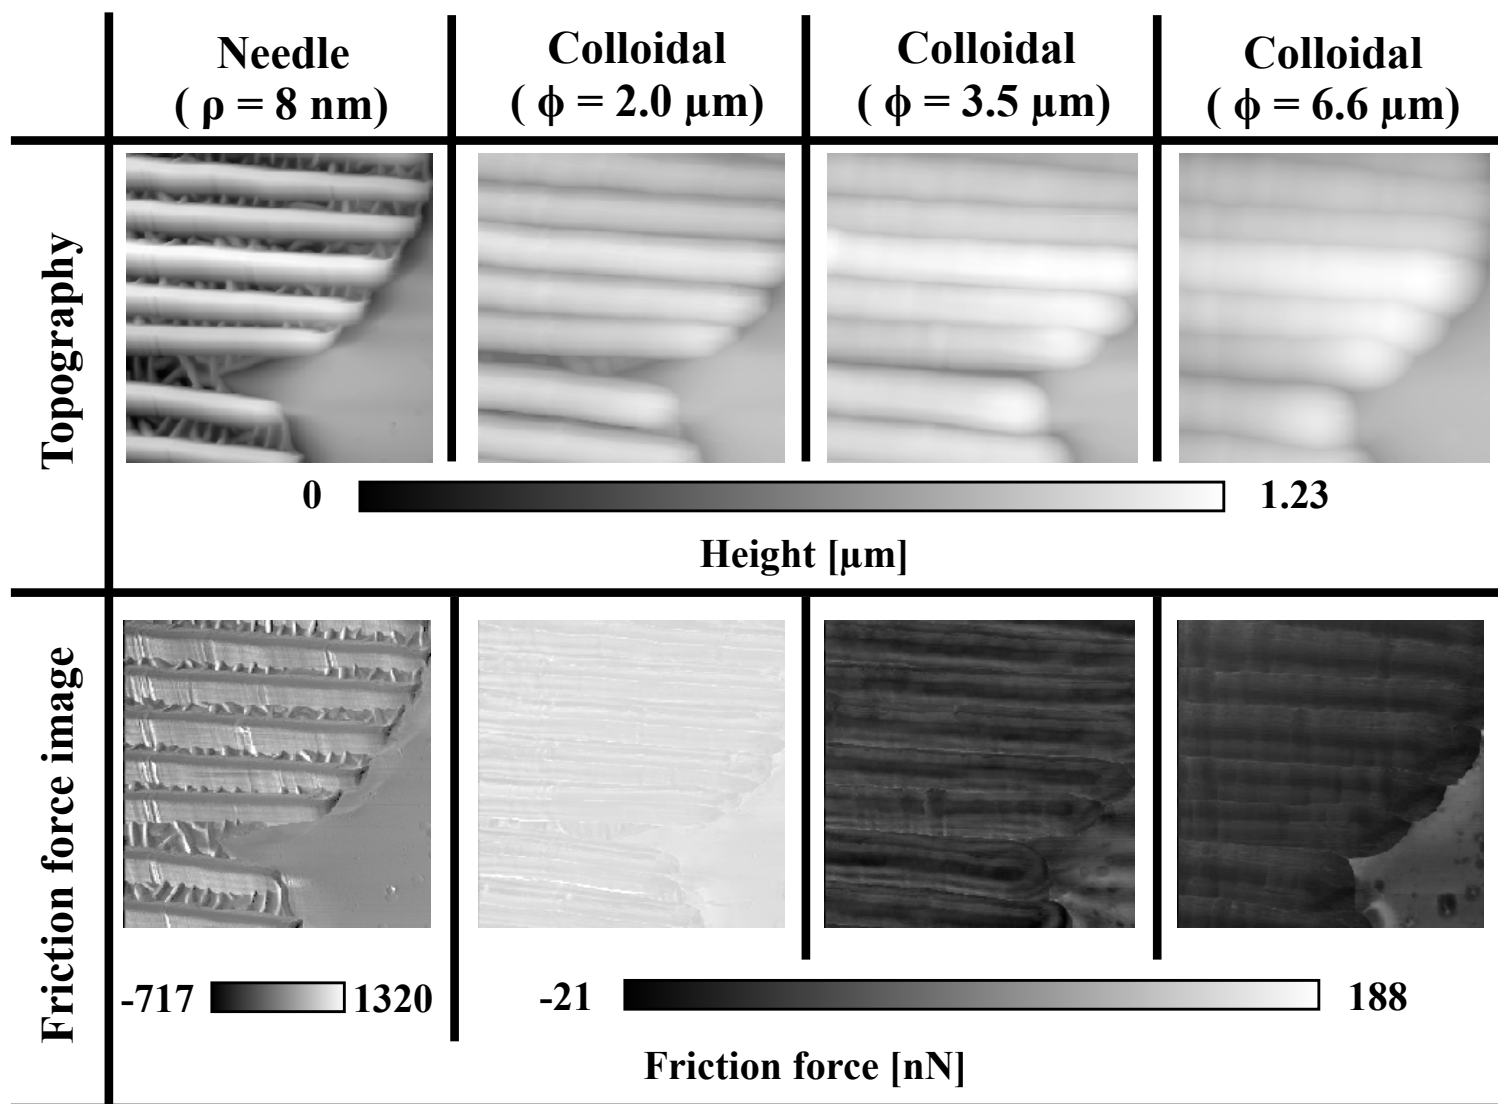 Needle
( ρ = 8 nm)
Colloidal
( ϕ = 2.0 µm)
Colloidal
( ϕ = 3.5 µm)
Colloidal
( ϕ = 6.6 µm)
Topography
0
1.23
Height [µm]
Friction force image
-717
1320
-21
188
Friction force [nN]